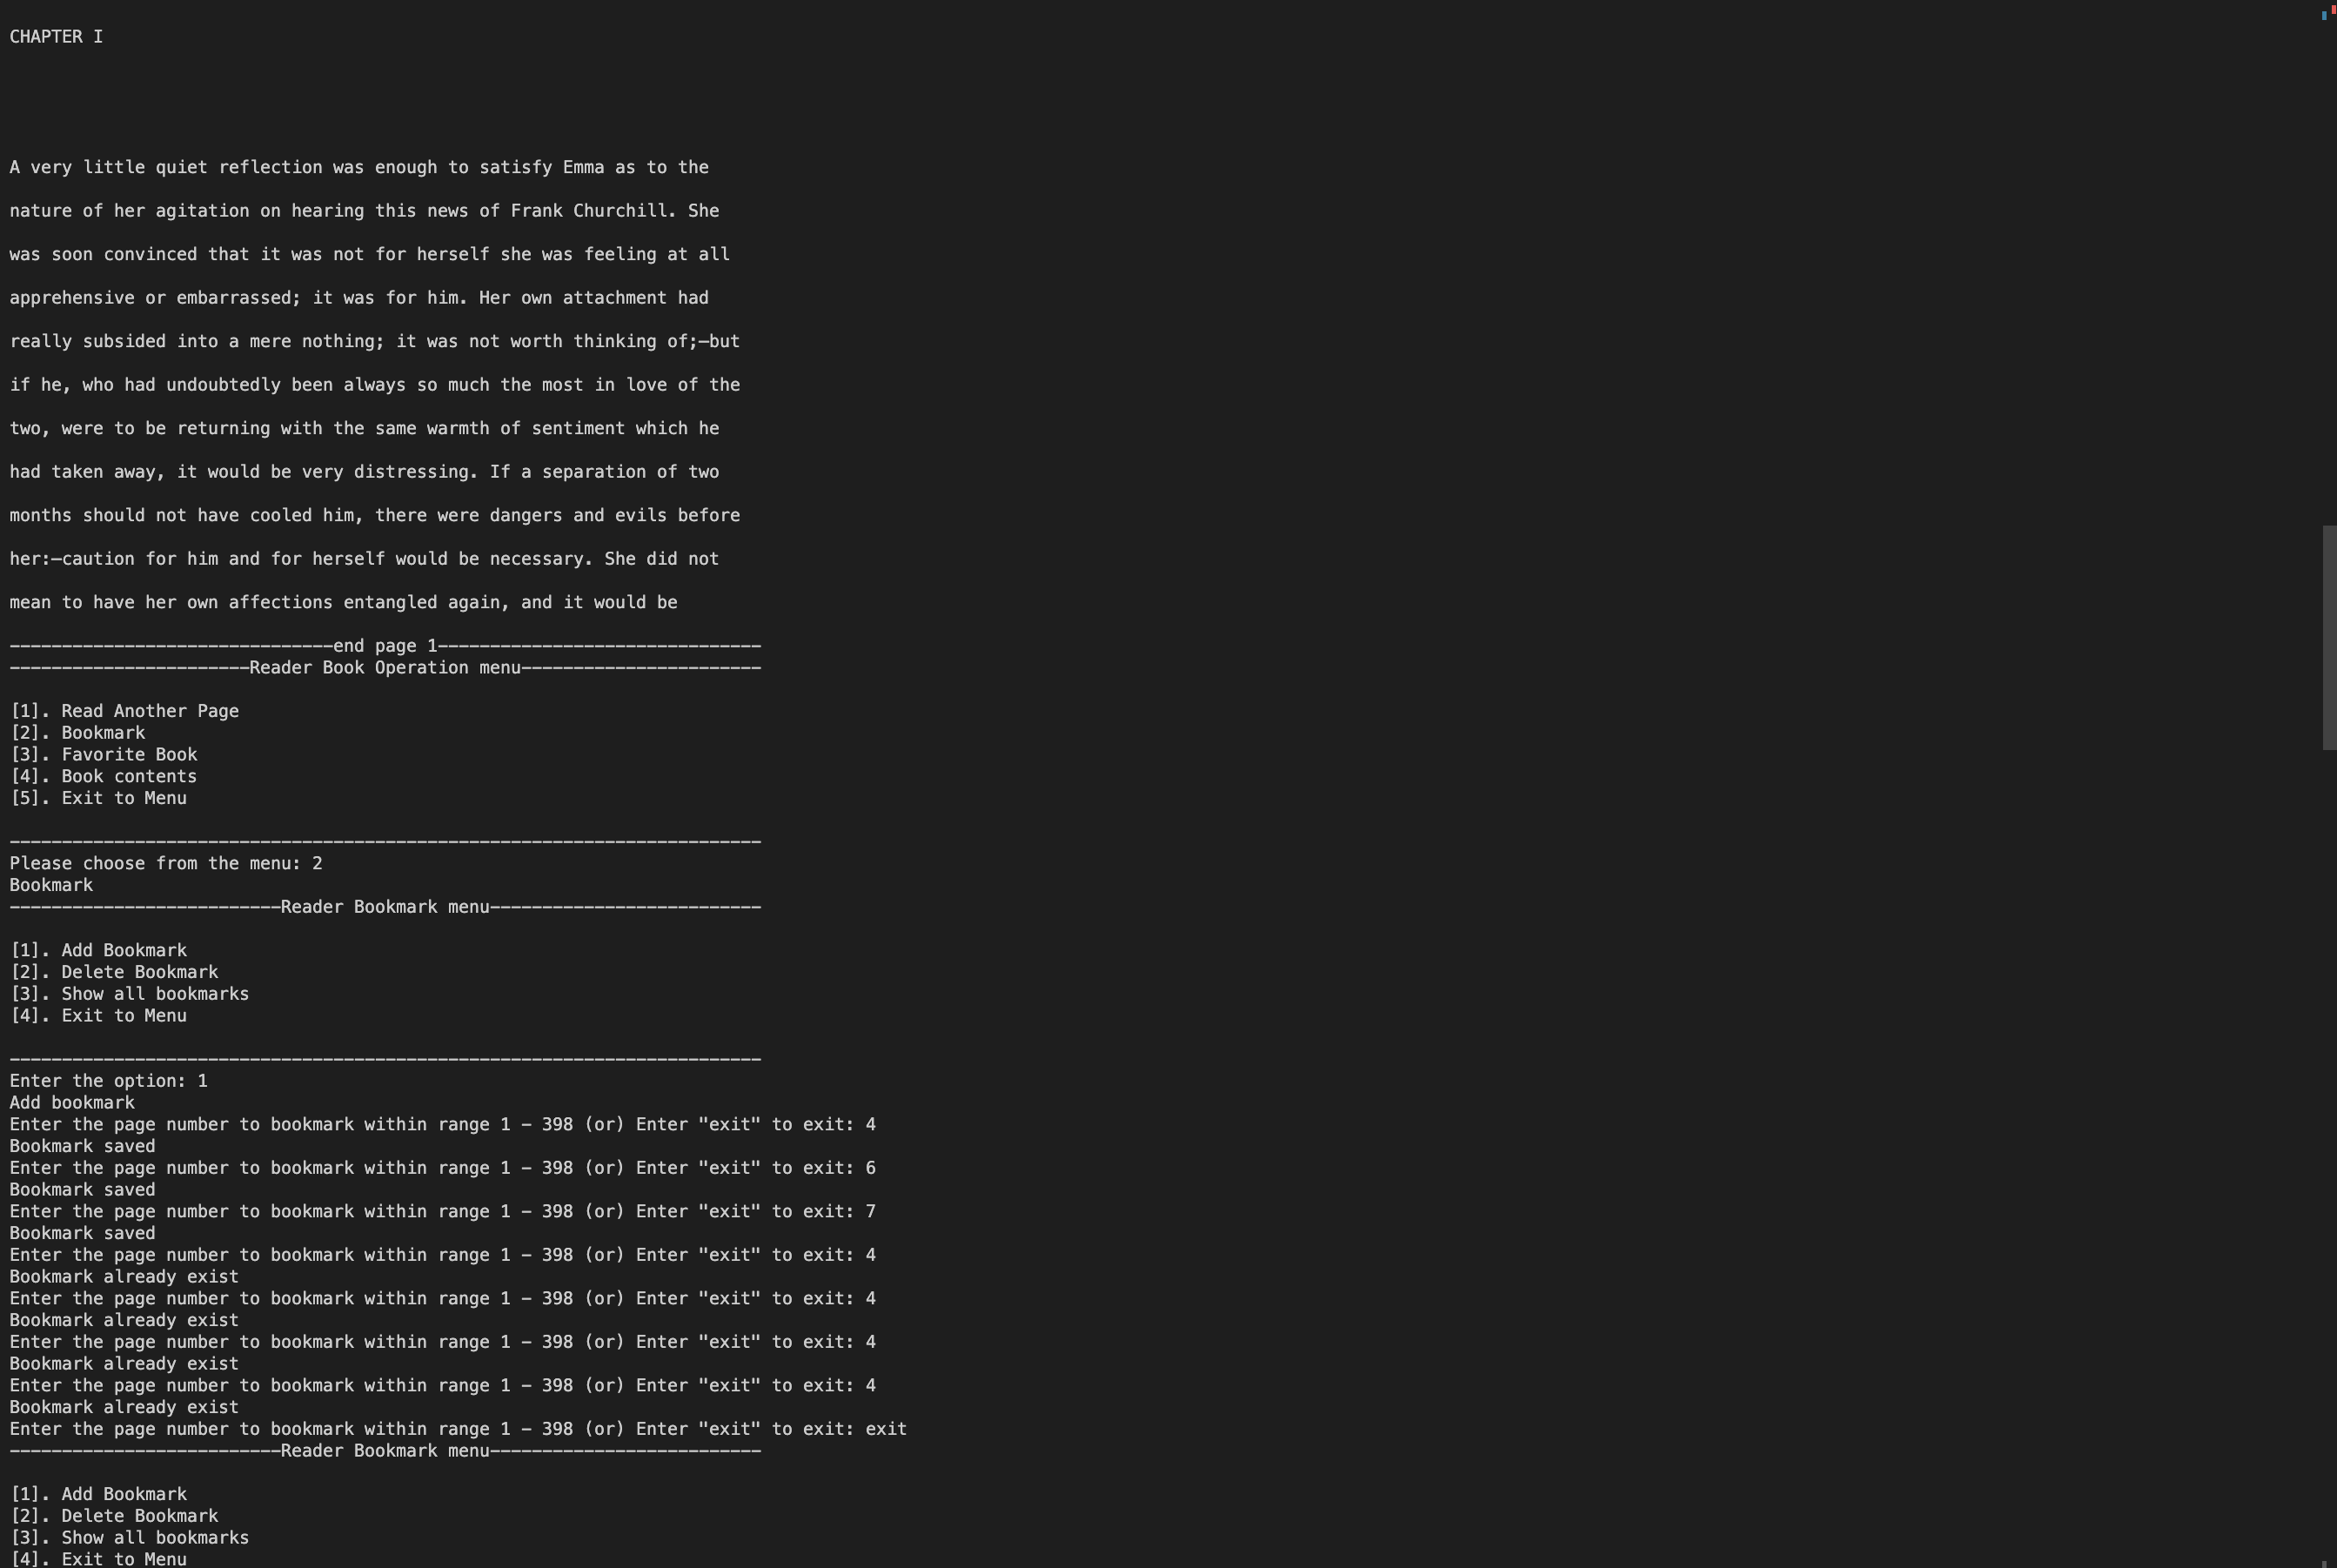 CHAPTER I
A very little quiet reflection was enough to satisfy Emma as to the
nature of her agitation on hearing this news of Frank Churchill. She
was soon convinced that it was not for herself she was feeling at all
apprehensive or embarrassed; it was for him. Her own attachment had
really subsided into a mere nothing; it was not worth thinking of;—but
if he, who had undoubtedly been always so much the most in love of the
two, were to be returning with the same warmth of sentiment which he
had taken away, it would be very distressing. If a separation of two
months should not have cooled him, there were dangers and evils before
her:—caution for him and for herself would be necessary. She did not
mean to have her own affections entangled again, and it would be
-------------------------------end page 1-------------------------------
-----------------------Reader Book Operation menu-----------------------
[1]. Read Another Page
[2]. Bookmark
[3]. Favorite Book
[4]. Book contents
[5]. Exit to Menu
------------------------------------------------------------------------
Please choose from the menu: 2
Bookmark
--------------------------Reader Bookmark menu--------------------------
[1]. Add Bookmark
[2]. Delete Bookmark
[3]. Show all bookmarks
[4]. Exit to Menu
------------------------------------------------------------------------
Enter the option: 1
Add bookmark
Enter the page number to bookmark within range 1 - 398 (or) Enter "exit" to exit: 4
Bookmark saved
Enter the page number to bookmark within range 1 - 398 (or) Enter "exit" to exit: 6
Bookmark saved
Enter the page number to bookmark within range 1 - 398 (or) Enter "exit" to exit: 7
Bookmark saved
Enter the page number to bookmark within range 1 - 398 (or) Enter "exit" to exit: 4
Bookmark already exist
Enter the page number to bookmark within range 1 - 398 (or) Enter "exit" to exit: 4
Bookmark already exist
Enter the page number to bookmark within range 1 - 398 (or) Enter "exit" to exit: 4
Bookmark already exist
Enter the page number to bookmark within range 1 - 398 (or) Enter "exit" to exit: 4
Bookmark already exist
Enter the page number to bookmark within range 1 - 398 (or) Enter "exit" to exit: exit
--------------------------Reader Bookmark menu--------------------------
[1]. Add Bookmark
[2]. Delete Bookmark
[3]. Show all bookmarks
[4]. Exit to Menu